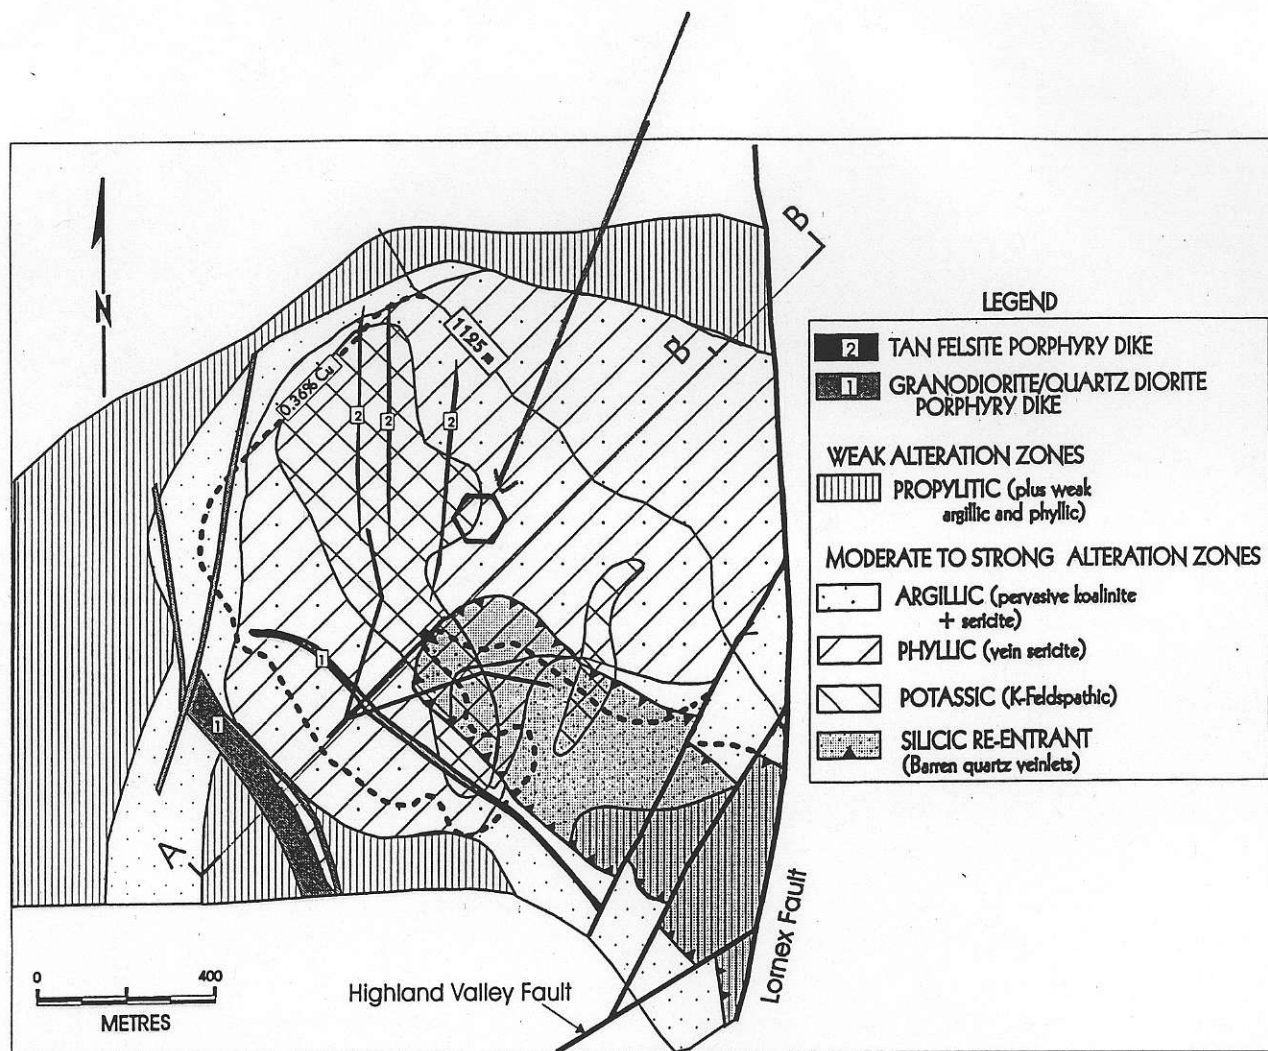 B
N
1195 m
B'
0.36% Cu
2
2
2
1
1
A
0
400
METRES
Highland Valley Fault
Lornex Fault
LEGEND
2 TAN FELSITE PORPHYRY DIKE
1 GRANODIORITE/QUARTZ DIORITE
PORPHYRY DIKE
WEAK ALTERATION ZONES
PROPYLITIC (plus weak
argillic and phyllic)
MODERATE TO STRONG ALTERATION ZONES
ARGILLIC (pervasive koalinite
+ sericite)
PHYLLIC (vein sericite)
POTASSIC (K-Feldspathic)
SILICIC RE-ENTRANT
(Barren quartz veinlets)